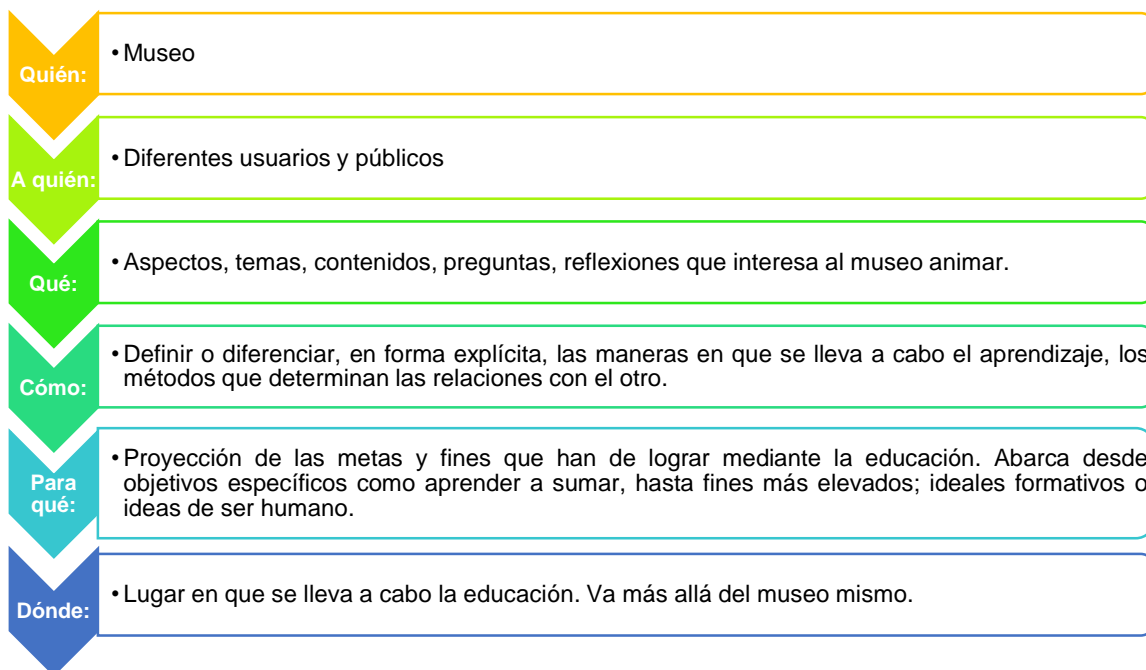 Quién:
• Museo
A quién:
• Diferentes usuarios y públicos
Qué:
• Aspectos, temas, contenidos, preguntas, reflexiones que interesa al museo animar.
Cómo:
• Definir o diferenciar, en forma explícita, las maneras en que se lleva a cabo el aprendizaje, los
métodos que determinan las relaciones con el otro.
Para
qué:
• Proyección de las metas y fines que han de lograr mediante la educación. Abarca desde
objetivos específicos como aprender a sumar, hasta fines más elevados; ideales formativos o
ideas de ser humano.
Dónde:
• Lugar en que se lleva a cabo la educación. Va más allá del museo mismo.